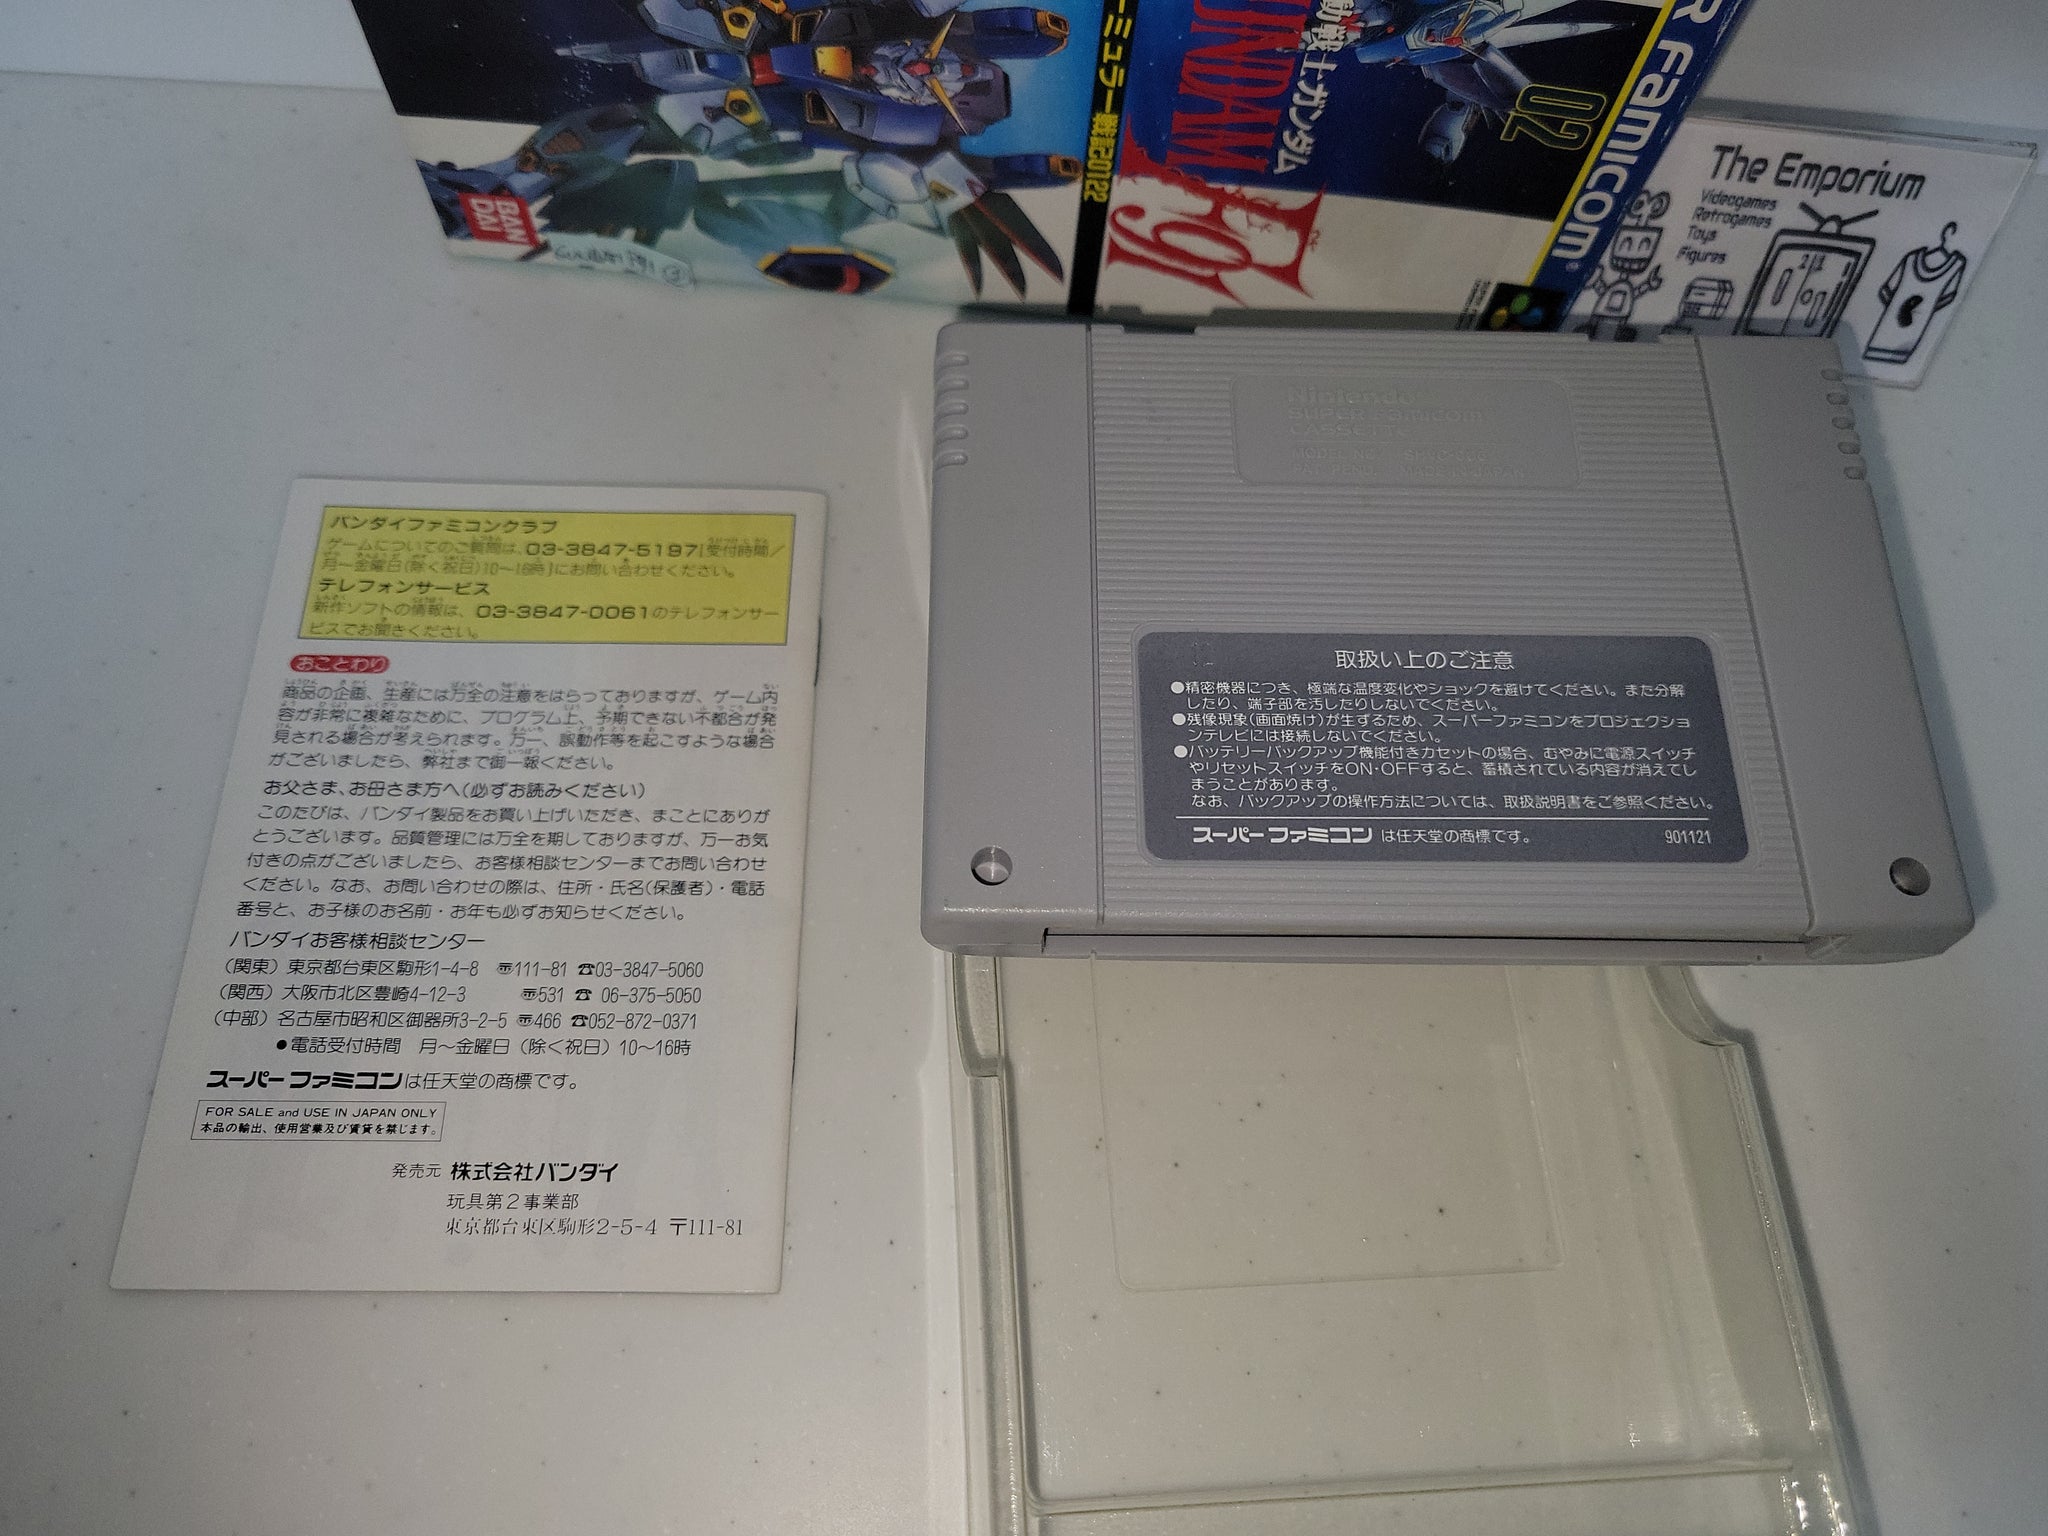 BAN
DAI
ーミュラー戦記0122
GUNDAM
F91
動戦士ガンダム
02
R FAMICOM
The Emporium
Videogames
Retrogames
Toys
Figures
Nintendo
SUPER FAMICOM
CASSETTE
MODEL NO.
PAT. PEND. MADE IN JAPAN
取扱い上のご注意
●精密機器につき、極端な温度変化やショックを避けてください。また分解
したり、端子部を汚したりしないでください。
●残像現象(画面焼け)が生ずるため、スーパーファミコンをプロジェクショ
ンテレビには接続しないでください。
●バッテリーバックアップ機能付きカセットの場合、むやみに電源スイッチ
やリセットスイッチをON・OFFすると、蓄積されている内容が消えてし
まうことがあります。
なお、バックアップの操作方法については、取扱説明書をご参照ください。
スーパーファミコンは任天堂の商標です。 901121
バンダイファミコンクラブ
ゲームについてのご質問は、03-3847-5197[受付時間/
月〜金曜日(除く祝日)10〜16時]にお問い合わせください。
テレフォンサービス
新作ソフトの情報は、03-3847-0061のテレフォンサー
ビスでお聞きください。
おことわり
商品の企画、生産には万全の注意をはらっておりますが、ゲーム内
容が非常に複雑なために、プログラム上、予期できない不都合が発
見される場合が考えられます。万一、誤動作等を起こすような場合
がございましたら、弊社まで御一報ください。
お父さま、お母さま方へ(必ずお読みください)
このたびは、バンダイ製品をお買い上げいただき、まことにありが
とうございます。品質管理には万全を期しておりますが、万一お気
付きの点がございましたら、お客様相談センターまでお問い合わせ
ください。なお、お問い合わせの際は、住所・氏名(保護者)・電話
番号と、お子様のお名前・お年も必ずお知らせください。
バンダイお客様相談センター
(関東) 東京都台東区駒形1-4-8 〠111-81 ☎03-3847-5060
(関西) 大阪市北区豊崎4-12-3 〠531 ☎ 06-375-5050
(中部) 名古屋市昭和区御器所3-2-5 〠466 ☎052-872-0371
●電話受付時間 月〜金曜日(除く祝日)10〜16時
スーパーファミコンは任天堂の商標です。
FOR SALE and USE IN JAPAN ONLY
本品の輸出、使用営業及び賃貸を禁じます。
発売元 株式会社バンダイ
玩具第2事業部
東京都台東区駒形2-5-4 〒111-81